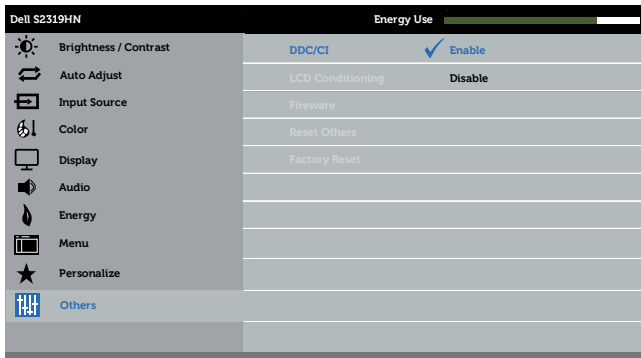 Dell S2319HN Energy Use
Brightness / Contrast DDC/CI Enable
Auto Adjust LCD Conditioning Disable
Input Source Fireware
Color Reset Others
Display Factory Reset
Audio
Energy
Menu
Personalize
Others